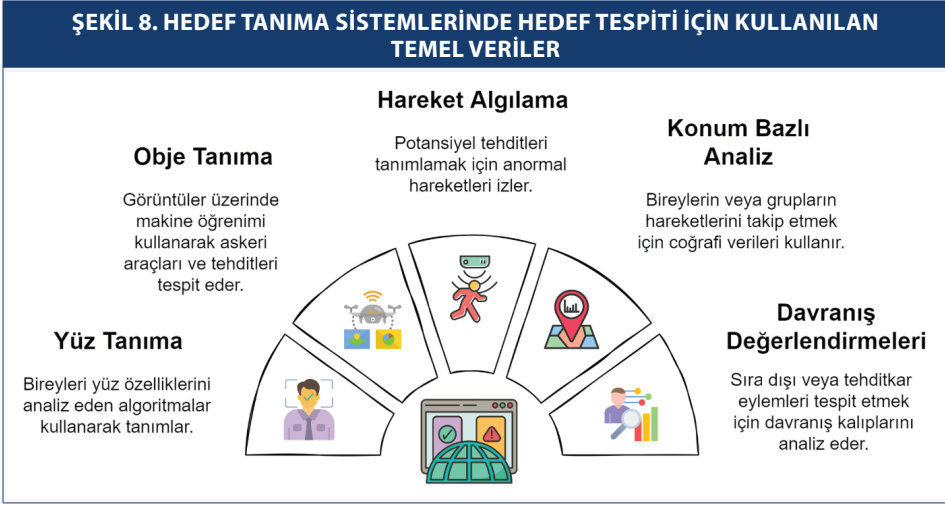 ŞEKİL 8. HEDEF TANIMA SİSTEMLERİNDE HEDEF TESPİTİ İÇİN KULLANILAN
TEMEL VERİLER
Yüz Tanıma
Bireyleri yüz özelliklerini
analiz eden algoritmalar
kullanarak tanımlar.
Obje Tanıma
Görüntüler üzerinde
makine öğrenimi
kullanarak askeri
araçları ve tehditleri
tespit eder.
Hareket Algılama
Potansiyel tehditleri
tanımlamak için anormal
hareketleri izler.
Konum Bazlı
Analiz
Bireylerin veya grupların
hareketlerini takip etmek
için coğrafi verileri kullanır.
Davranış
Değerlendirmeleri
Sıra dışı veya tehditkar
eylemleri tespit etmek
için davranış kalıplarını
analiz eder.